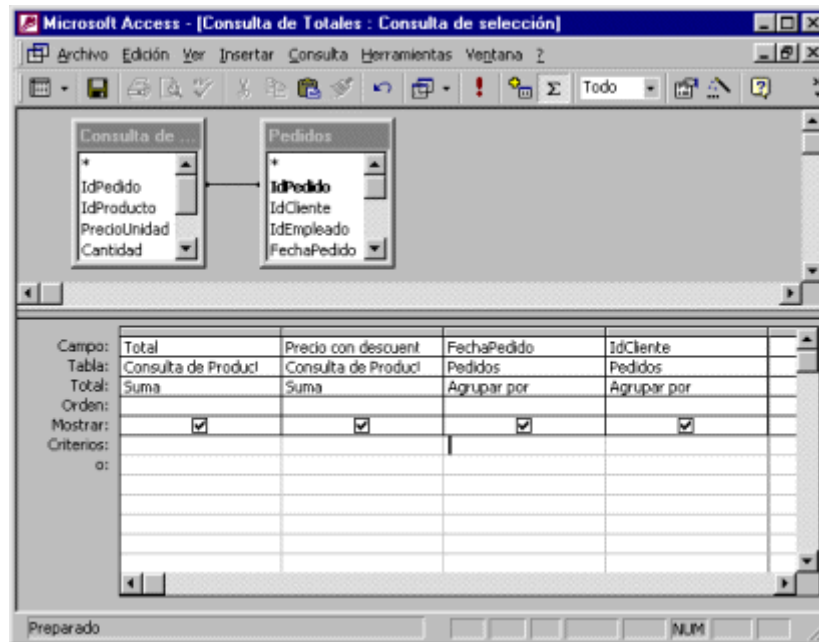 Microsoft Access - [Consulta de Totales : Consulta de selección]
Archivo Edición Ver Insertar Consulta Herramientas Ventana ?
Σ Todo
Consulta de ... Pedidos
* *
IdPedido IdPedido
IdProducto IdCliente
PrecioUnidad IdEmpleado
Cantidad FechaPedido
Campo: Total Precio con descuent FechaPedido IdCliente
Tabla: Consulta de Product Consulta de Product Pedidos Pedidos
Total: Suma Suma Agrupar por Agrupar por
Orden:
Mostrar:
Criterios:
o:
Preparado NUM